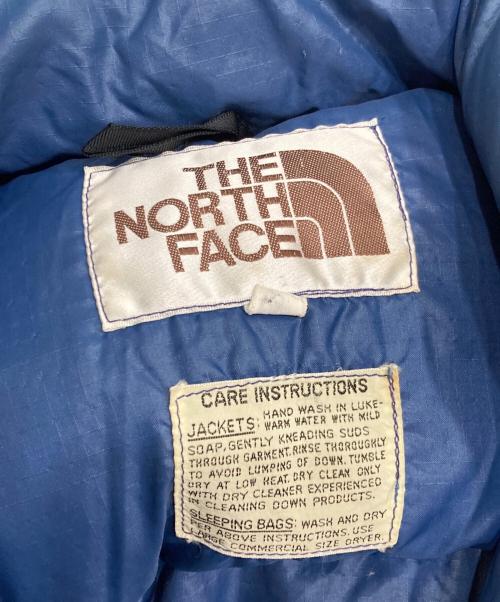 THE
NORTH
FACE
CARE INSTRUCTIONS
JACKETS: HAND WASH IN LUKE-
WARM WATER WITH MILD
SOAP, GENTLY KNEADING SUDS
THROUGH GARMENT. RINSE THOROUGHLY
TO AVOID LUMPING OF DOWN, TUMBLE
DRY AT LOW HEAT. DRY CLEAN ONLY
WITH DRY CLEANER EXPERIENCED
IN CLEANING DOWN PRODUCTS.
SLEEPING BAGS: WASH AND DRY
PER ABOVE INSTRUCTIONS. USE
LARGE COMMERCIAL SIZE DRYER.